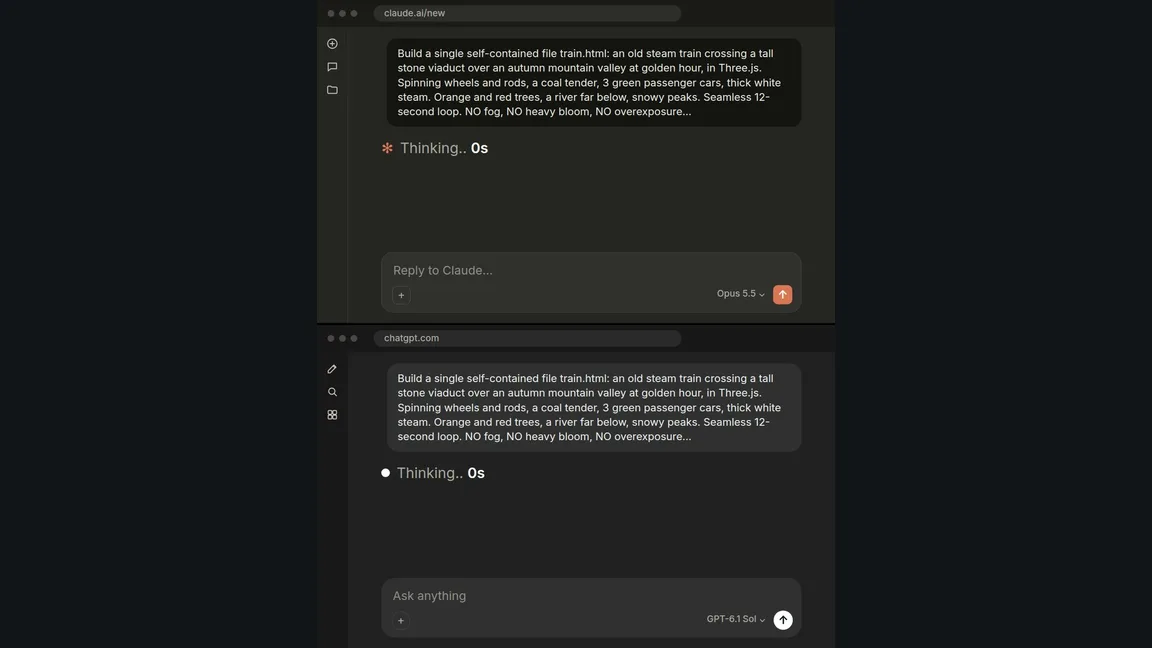 claude.ai/new
Build a single self-contained file train.html: an old steam train crossing a tall
stone viaduct over an autumn mountain valley at golden hour, in Three.js.
Spinning wheels and rods, a coal tender, 3 green passenger cars, thick white
steam. Orange and red trees, a river far below, snowy peaks. Seamless 12-
second loop. NO fog, NO heavy bloom, NO overexposure...
Thinking.. 0s
Reply to Claude...
+
Opus 5.5
chatgpt.com
Build a single self-contained file train.html: an old steam train crossing a tall
stone viaduct over an autumn mountain valley at golden hour, in Three.js.
Spinning wheels and rods, a coal tender, 3 green passenger cars, thick white
steam. Orange and red trees, a river far below, snowy peaks. Seamless 12-
second loop. NO fog, NO heavy bloom, NO overexposure...
Thinking.. 0s
Ask anything
+
GPT-6.1 Sol